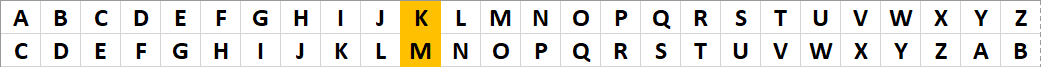 A B C D E F G H I J K L M N O P Q R S T U V W X Y Z
C D E F G H I J K L M N O P Q R S T U V W X Y Z A B